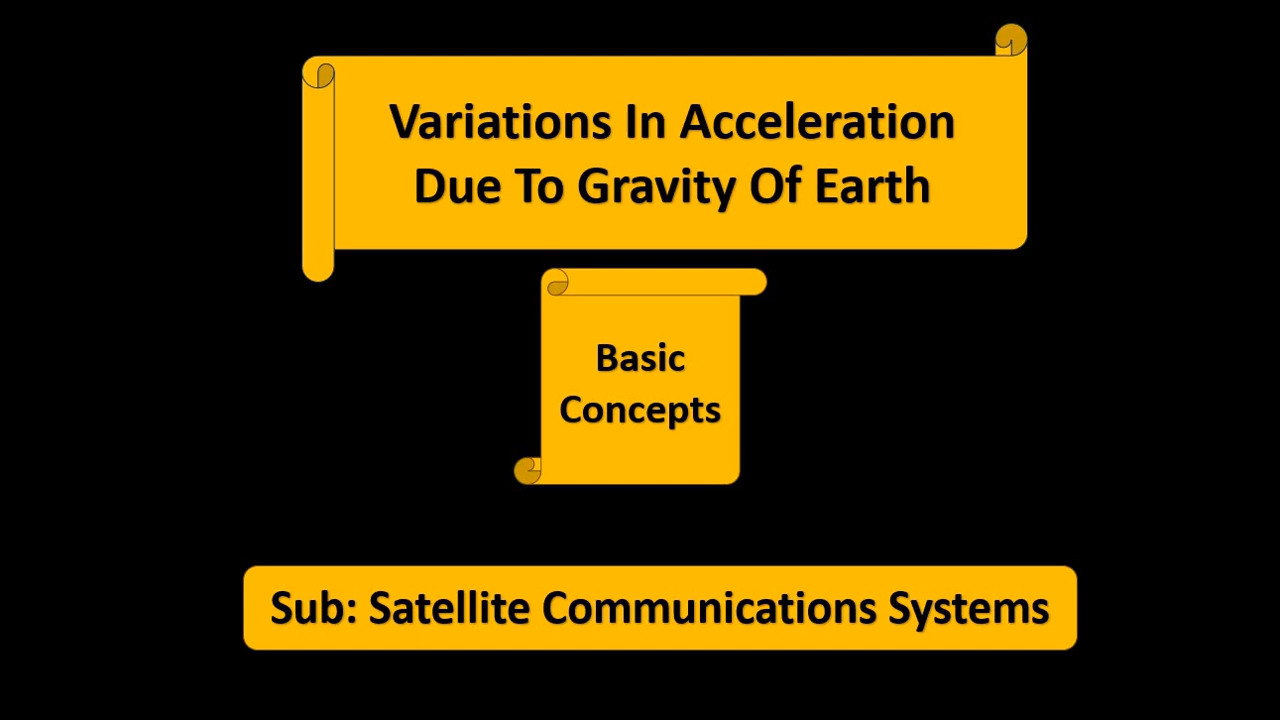 Variations In Acceleration
Due To Gravity Of Earth
Basic
Concepts
Sub: Satellite Communications Systems